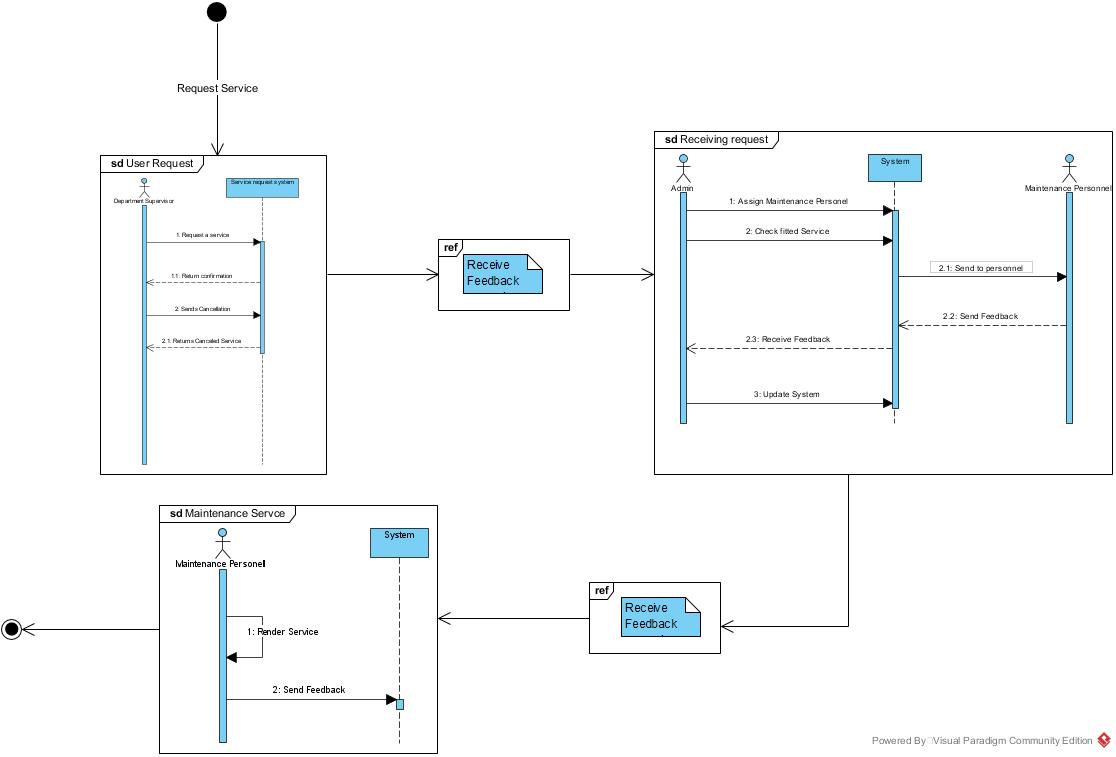 Request Service
sd User Request
Department Supervisor
Service request system
1: Request a service
1.1: Return confirmation
2: Sends Cancellation
2.1: Returns Canceled Service
ref
Receive
Feedback
sd Receiving request
Admin
System
Maintenance Personnel
1: Assign Maintenance Personel
2: Check fitted Service
2.1: Send to personnel
2.2: Send Feedback
2.3: Receive Feedback
3: Update System
sd Maintenance Servce
Maintenance Personell
System
1: Render Service
2: Send Feedback
ref
Receive
Feedback
Powered By Visual Paradigm Community Edition